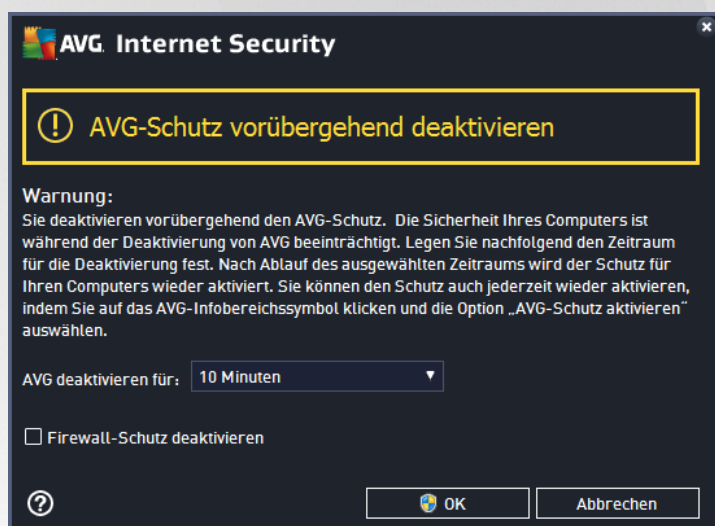 AVG. Internet Security
AVG-Schutz vorübergehend deaktivieren
Warnung:
Sie deaktivieren vorübergehend den AVG-Schutz. Die Sicherheit Ihres Computers ist
während der Deaktivierung von AVG beeinträchtigt. Legen Sie nachfolgend den Zeitraum
für die Deaktivierung fest. Nach Ablauf des ausgewählten Zeitraums wird der Schutz für
Ihren Computers wieder aktiviert. Sie können den Schutz auch jederzeit wieder aktivieren,
indem Sie auf das AVG-Infobereichssymbol klicken und die Option „AVG-Schutz aktivieren“
auswählen.
AVG deaktivieren für: 10 Minuten
Firewall-Schutz deaktivieren
OK Abbrechen